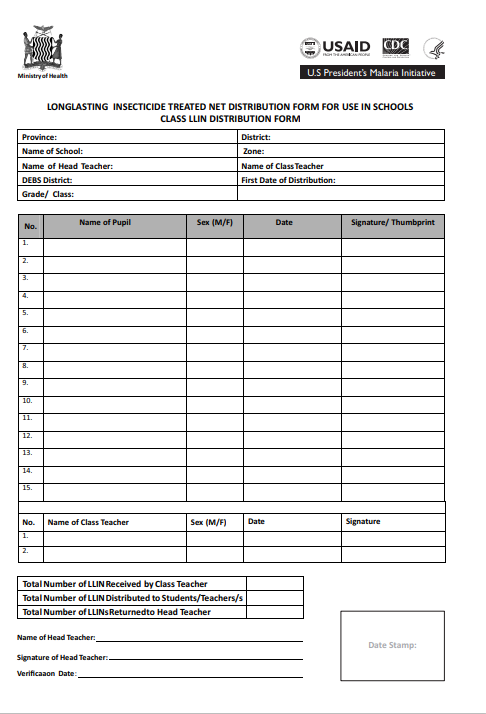 Ministry of Health
USAID
FROM THE AMERICAN PEOPLE
CDC
U.S President's Malaria Initiative
LONGLASTING INSECTICIDE TREATED NET DISTRIBUTION FORM FOR USE IN SCHOOLS
CLASS LLIN DISTRIBUTION FORM
Province: District:
Name of School: Zone:
Name of Head Teacher: Name of ClassTeacher
DEBS District: First Date of Distribution:
Grade/ Class:
No. Name of Pupil Sex (M/F) Date Signature/ Thumbprint
1.
2.
3.
4.
5.
6.
7.
8.
9.
10.
11.
12.
13.
14.
15.
No. Name of Class Teacher Sex (M/F) Date Signature
1.
2.
Total Number of LLIN Received by Class Teacher
Total Number of LLIN Distributed to Students/Teachers/s
Total Number of LLINs Returned to Head Teacher
Name of Head Teacher:
Date Stamp:
Signature of Head Teacher:
Verificaaon Date: